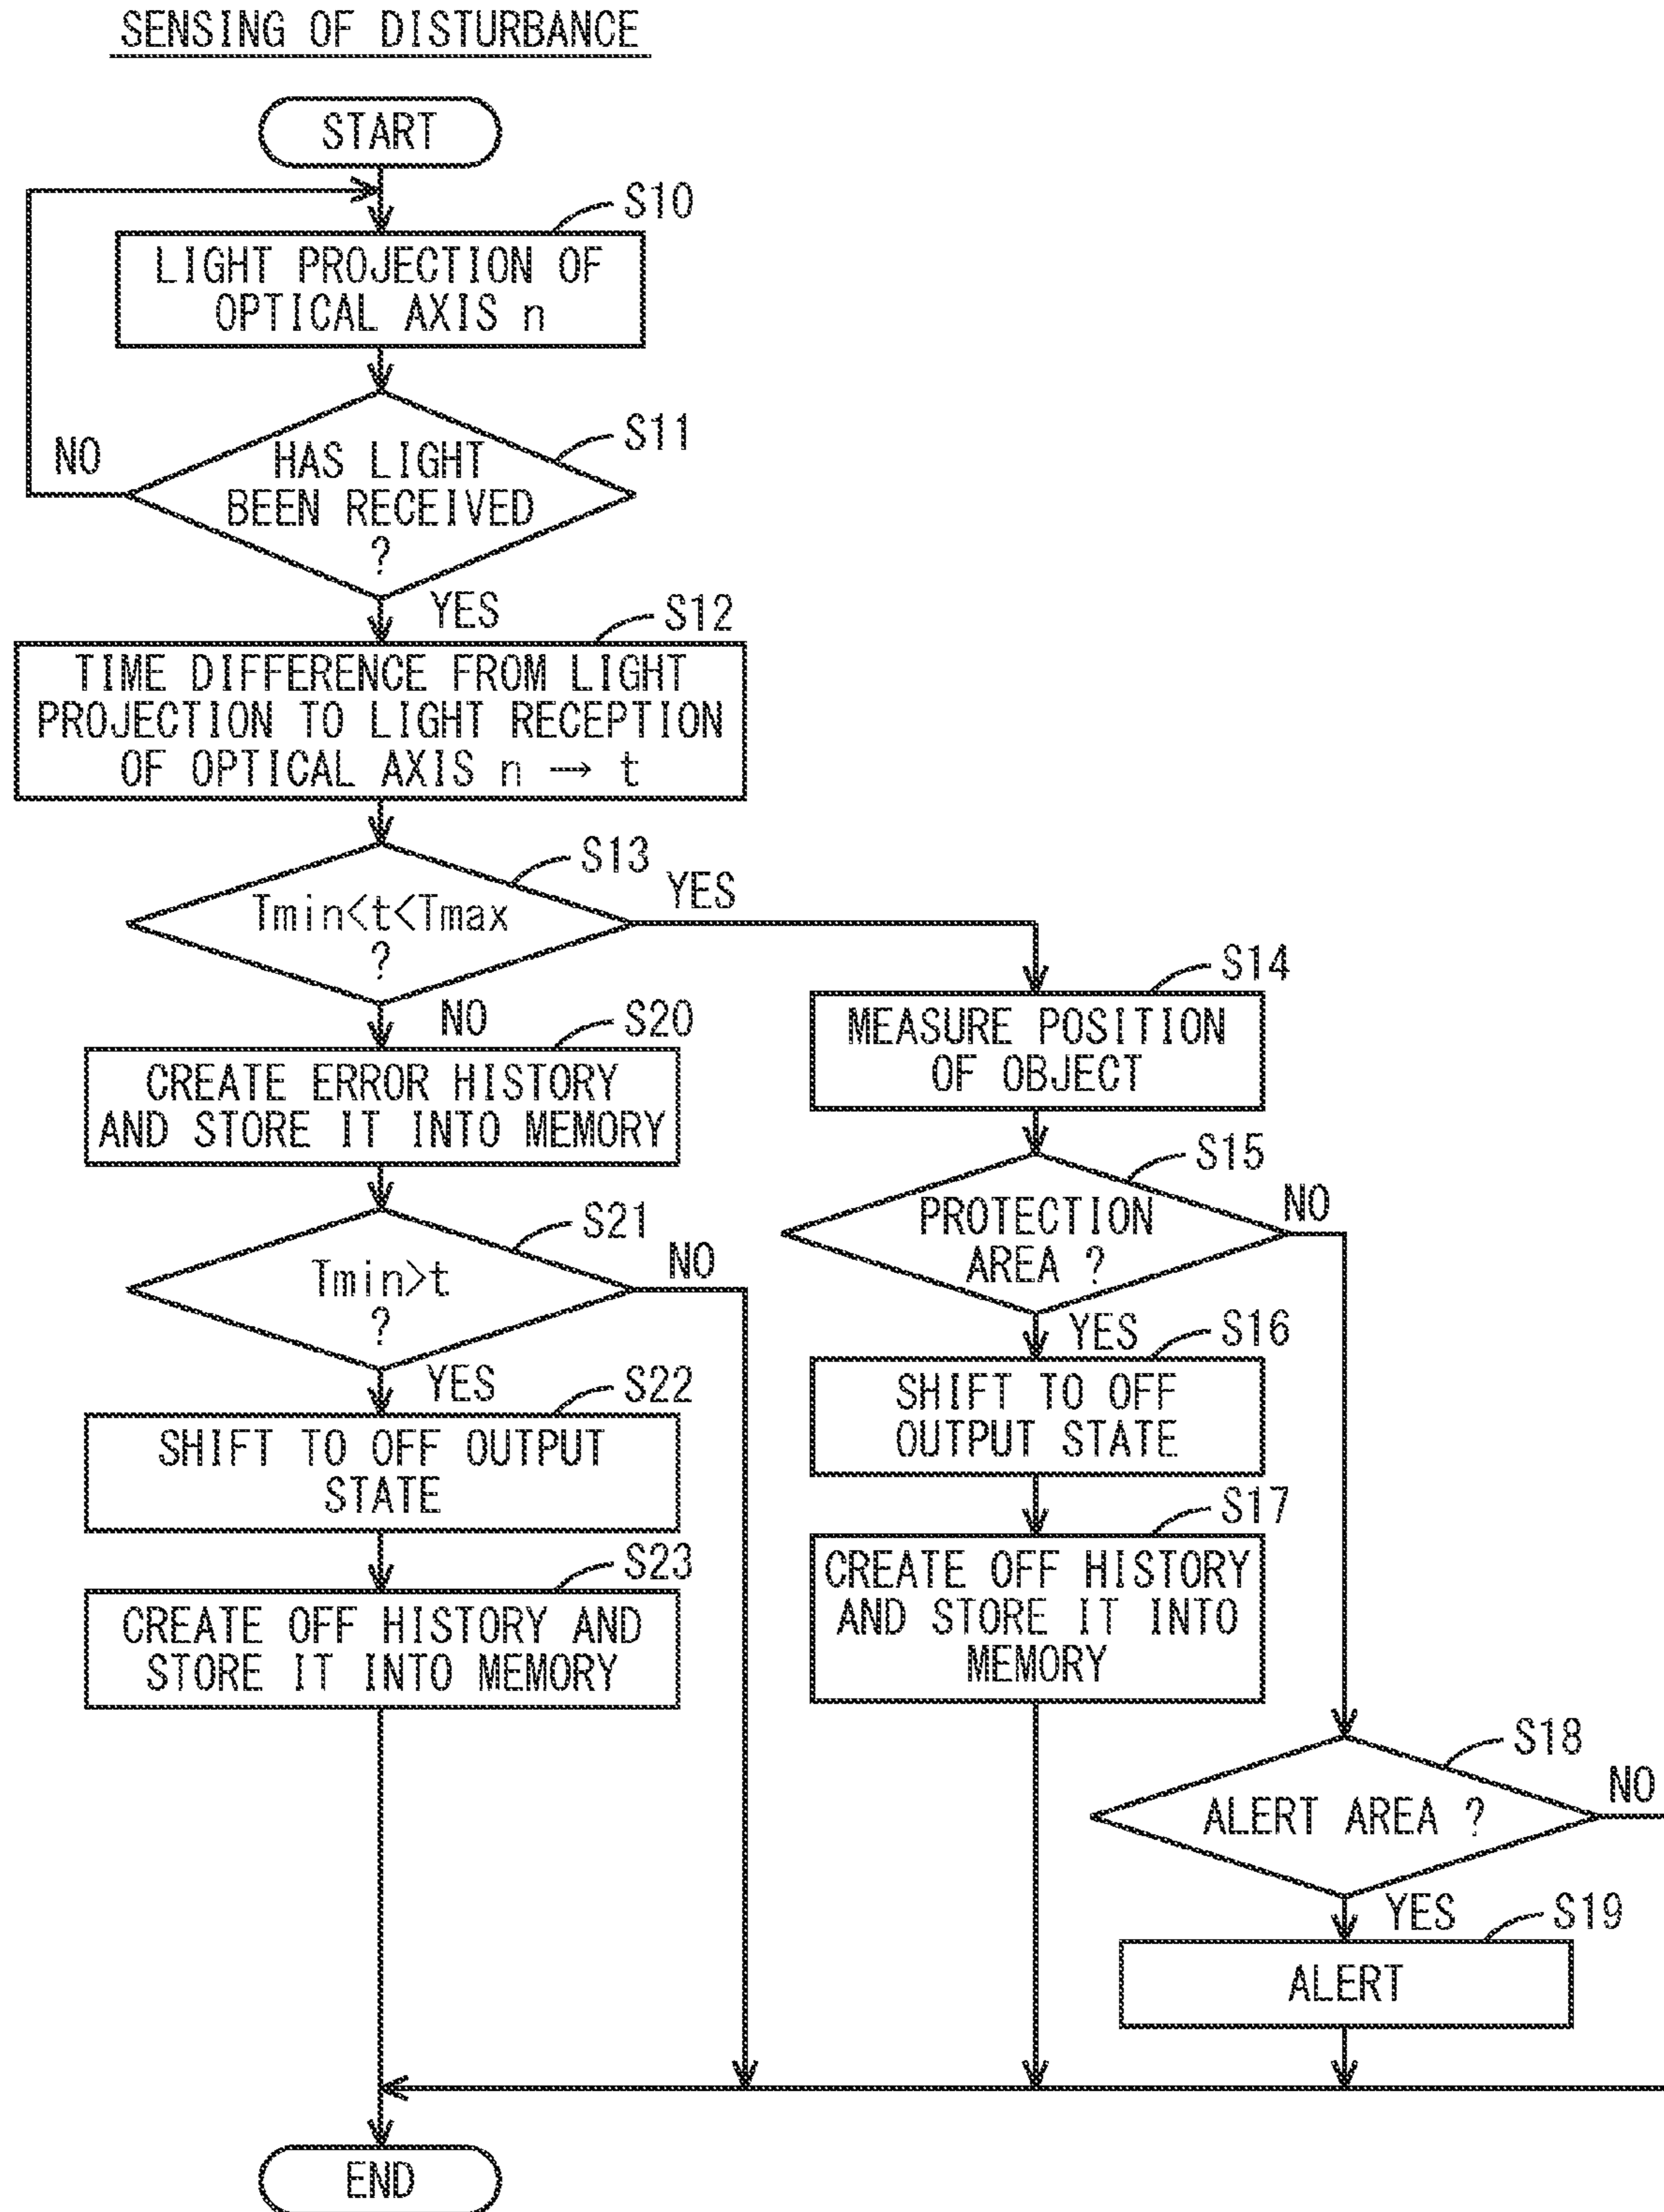 SENSING OF DISTURBANCE
START
S10
LIGHT PROJECTION OF
OPTICAL AXIS n
S11
HAS LIGHT
BEEN RECEIVED
?
NO
YES
S12
TIME DIFFERENCE FROM LIGHT
PROJECTION TO LIGHT RECEPTION
OF OPTICAL AXIS n → t
S13
Tmin<t<Tmax
?
YES
NO
S14
MEASURE POSITION
OF OBJECT
S15
PROTECTION
AREA ?
NO
YES
S16
SHIFT TO OFF
OUTPUT STATE
S17
CREATE OFF HISTORY
AND STORE IT INTO
MEMORY
S18
ALERT AREA ?
NO
YES
S19
ALERT
S20
CREATE ERROR HISTORY
AND STORE IT INTO MEMORY
S21
Tmin>t
?
NO
YES
S22
SHIFT TO OFF OUTPUT
STATE
S23
CREATE OFF HISTORY AND
STORE IT INTO MEMORY
END